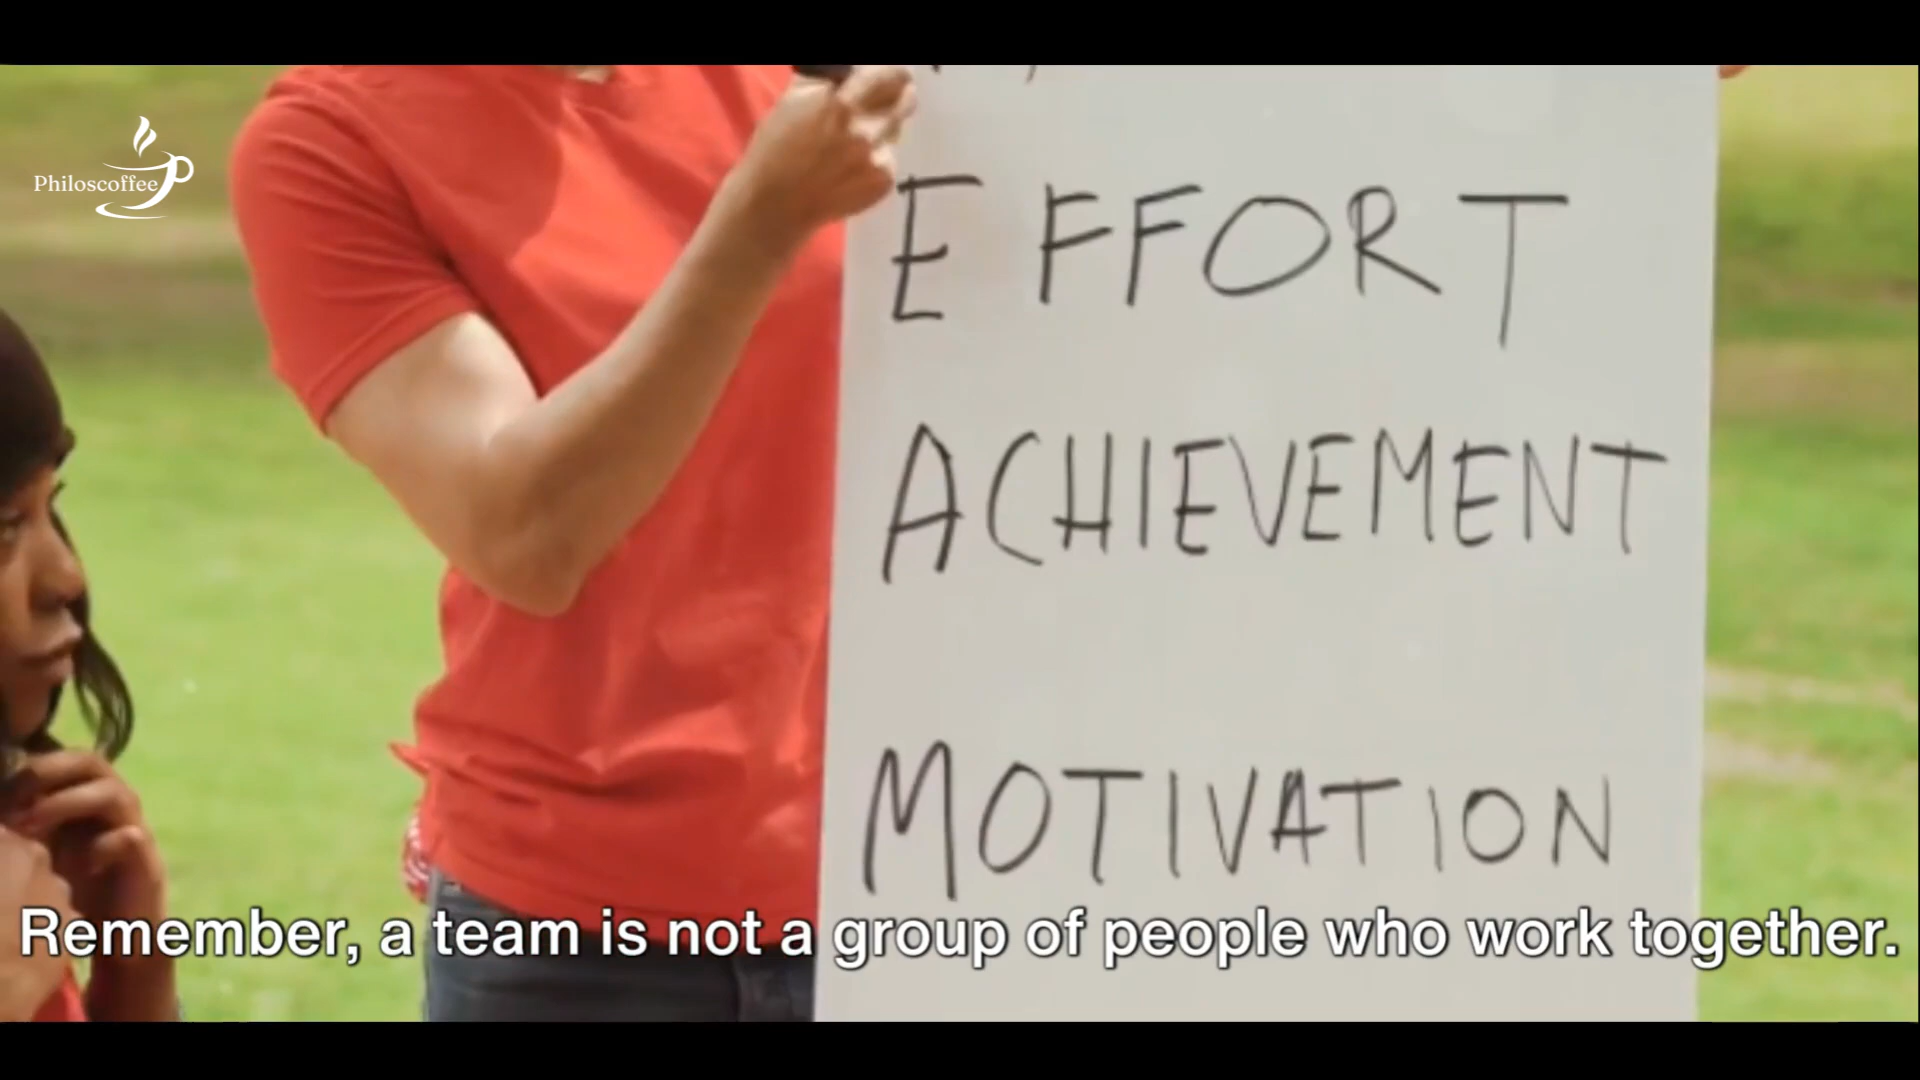 Philoscoffee
EFFORT
ACHIEVEMENT
MOTIVATION
Remember, a team is not a group of people who work together.